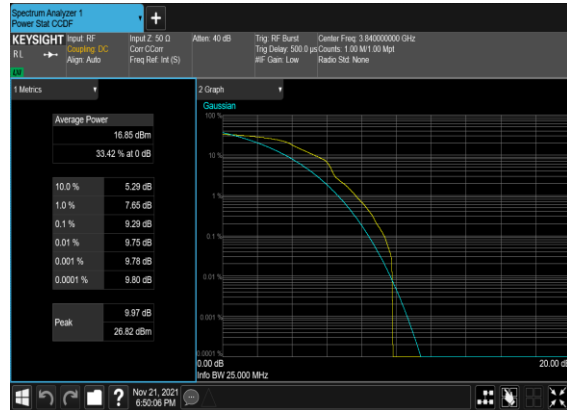 Spectrum Analyzer 1
Power Stat CCDF
+
KEYSIGHT
RL
Input: RF
Coupling: DC
Align: Auto
Input Z: 50 Ω
Corr CCorr
Freq Ref: Int (S)
Atten: 40 dB
Trig: RF Burst
Trig Delay: 500.0 µs
#IF Gain: Low
Center Freq: 3.840000000 GHz
Counts: 1.00 M/1.00 Mpt
Radio Std: None
1 Metrics
Average Power
16.85 dBm
33.42 % at 0 dB
10.0 % 5.29 dB
1.0 % 7.65 dB
0.1 % 9.29 dB
0.01 % 9.75 dB
0.001 % 9.78 dB
0.0001 % 9.80 dB
Peak
9.97 dB
26.82 dBm
2 Graph
Gaussian
100 %
10 %
1 %
0.1 %
0.01 %
0.001 %
0.0001 %
0.00 dB
20.00 dB
Info BW 25.000 MHz
?
Nov 21, 2021
6:50:06 PM